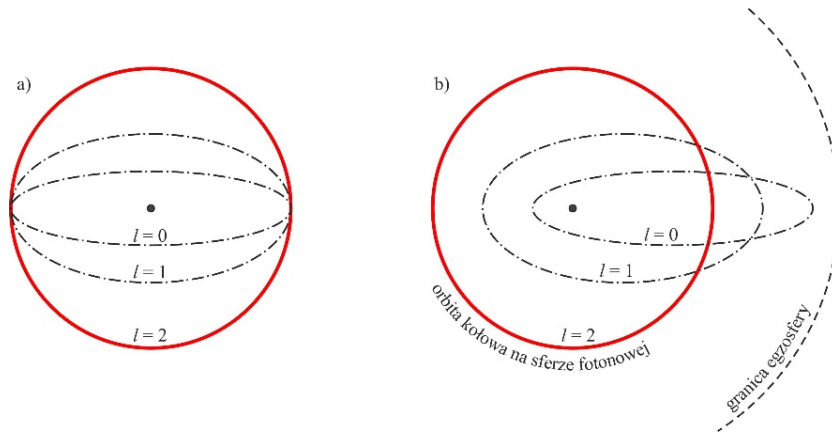 a)
l = 0
l = 1
l = 2
b)
l = 0
l = 1
l = 2
orbita kołowa na sferze fotonowej
granica egzosfery